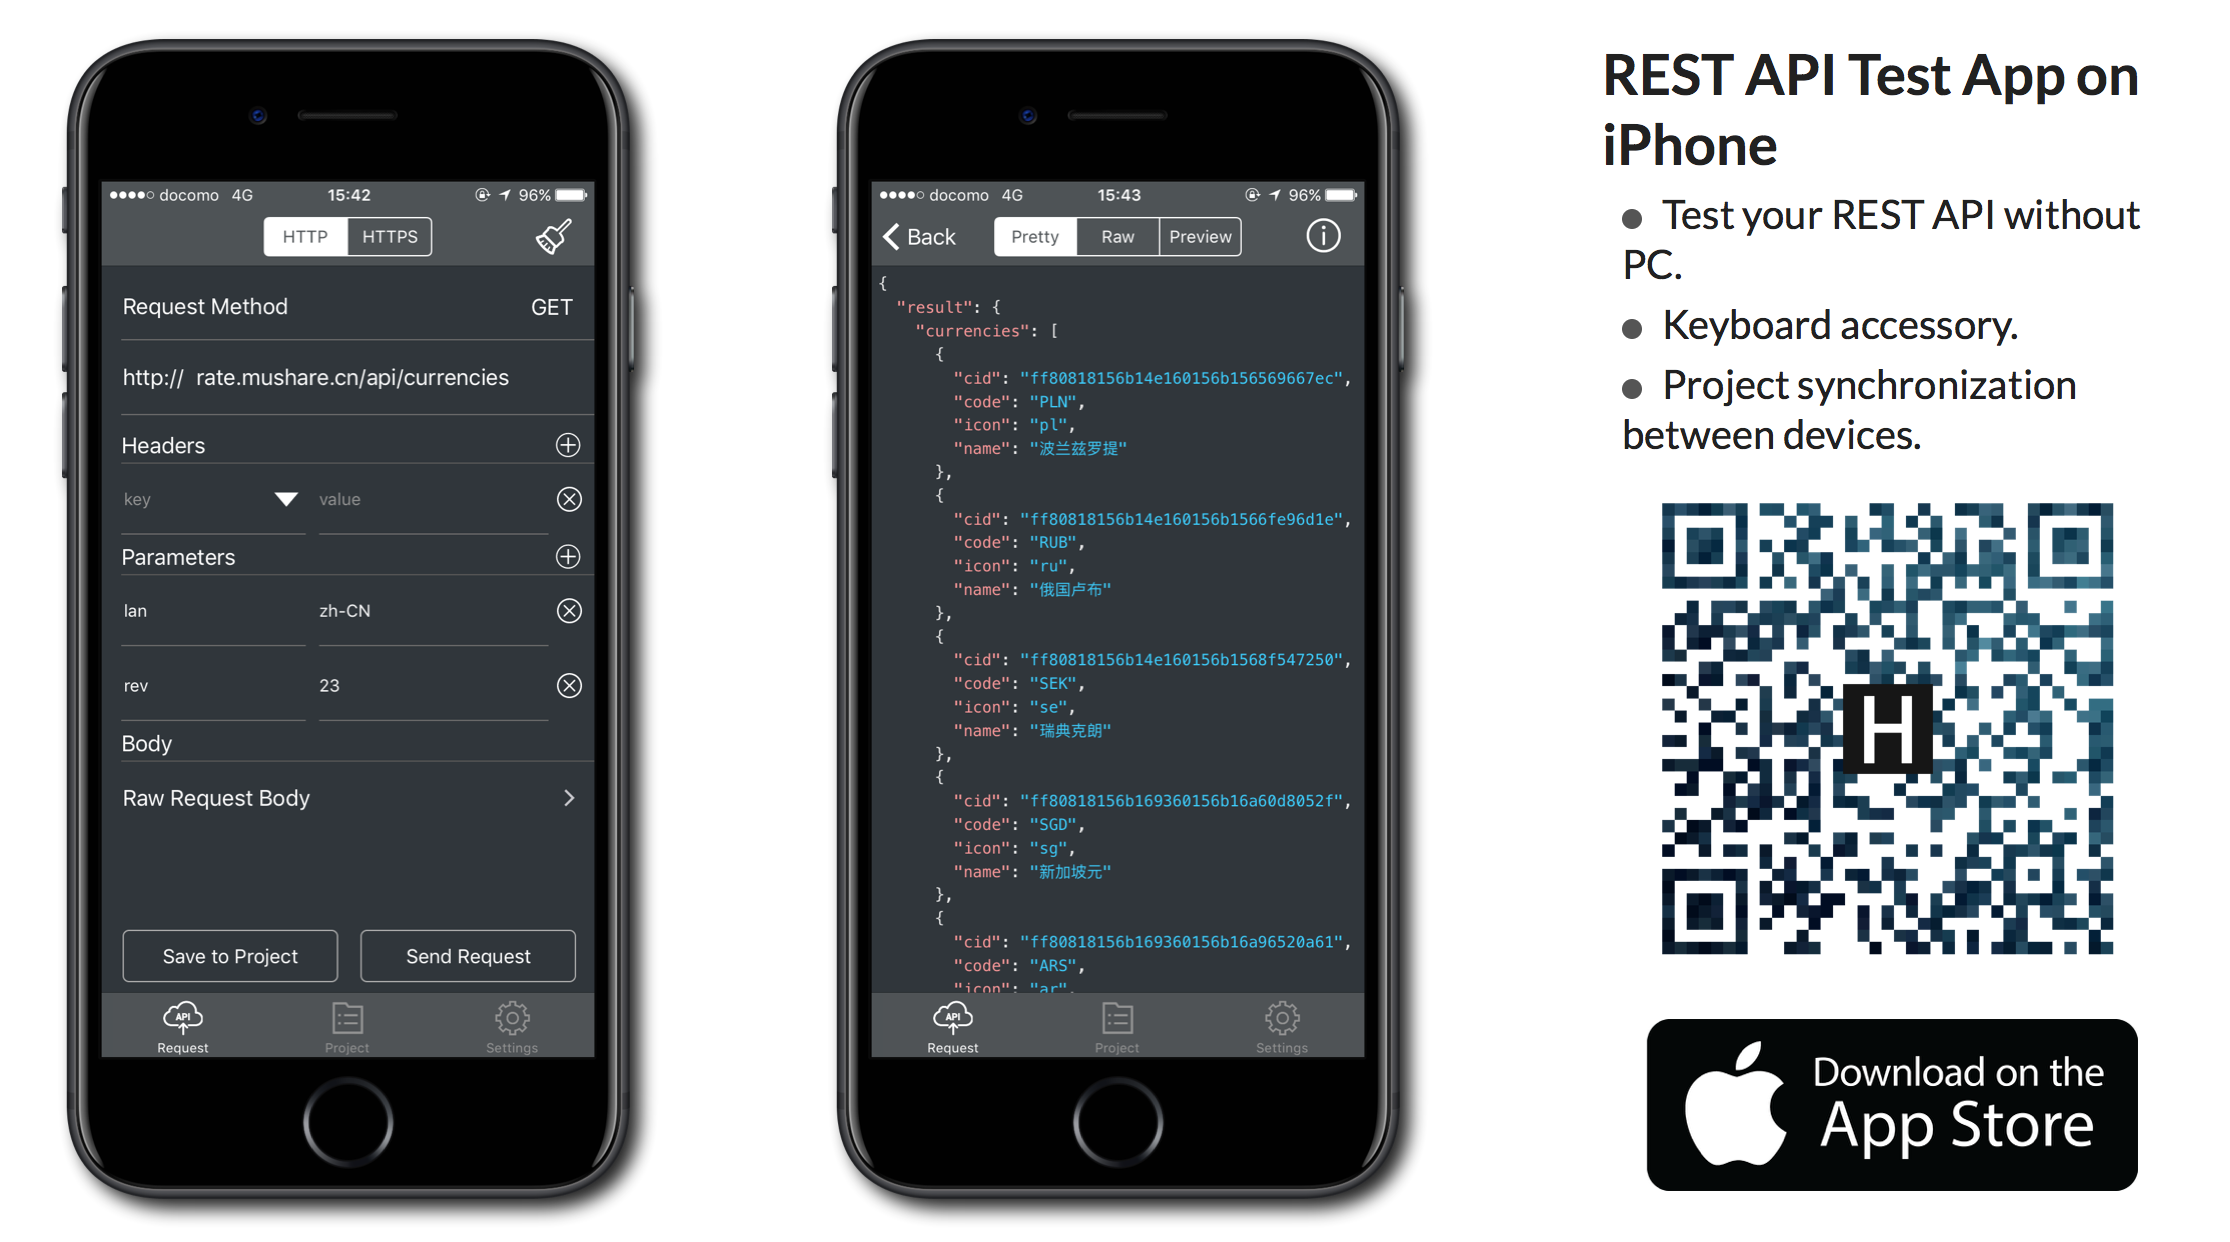 ●●●●○ docomo 4G 15:42 96%
HTTP HTTPS
Request Method GET
http:// rate.mushare.cn/api/currencies
Headers
key value
Parameters
lan zh-CN
rev 23
Body
Raw Request Body
Save to Project Send Request
API
Request Project Settings
●●●●○ docomo 4G 15:43 96%
Back Pretty Raw Preview
{
"result": {
"currencies": [
{
"cid": "ff80818156b14e160156b156569667ec",
"code": "PLN",
"icon": "pl",
"name": "波兰兹罗提"
},
{
"cid": "ff80818156b14e160156b1566fe96d1e",
"code": "RUB",
"icon": "ru",
"name": "俄国卢布"
},
{
"cid": "ff80818156b14e160156b1568f547250",
"code": "SEK",
"icon": "se",
"name": "瑞典克朗"
},
{
"cid": "ff80818156b169360156b16a60d8052f",
"code": "SGD",
"icon": "sg",
"name": "新加坡元"
},
{
"cid": "ff80818156b169360156b16a96520a61",
"code": "ARS",
"icon": "ar",
API
Request Project Settings
REST API Test App on
iPhone
● Test your REST API without
PC.
● Keyboard accessory.
● Project synchronization
between devices.
H
Download on the
App Store